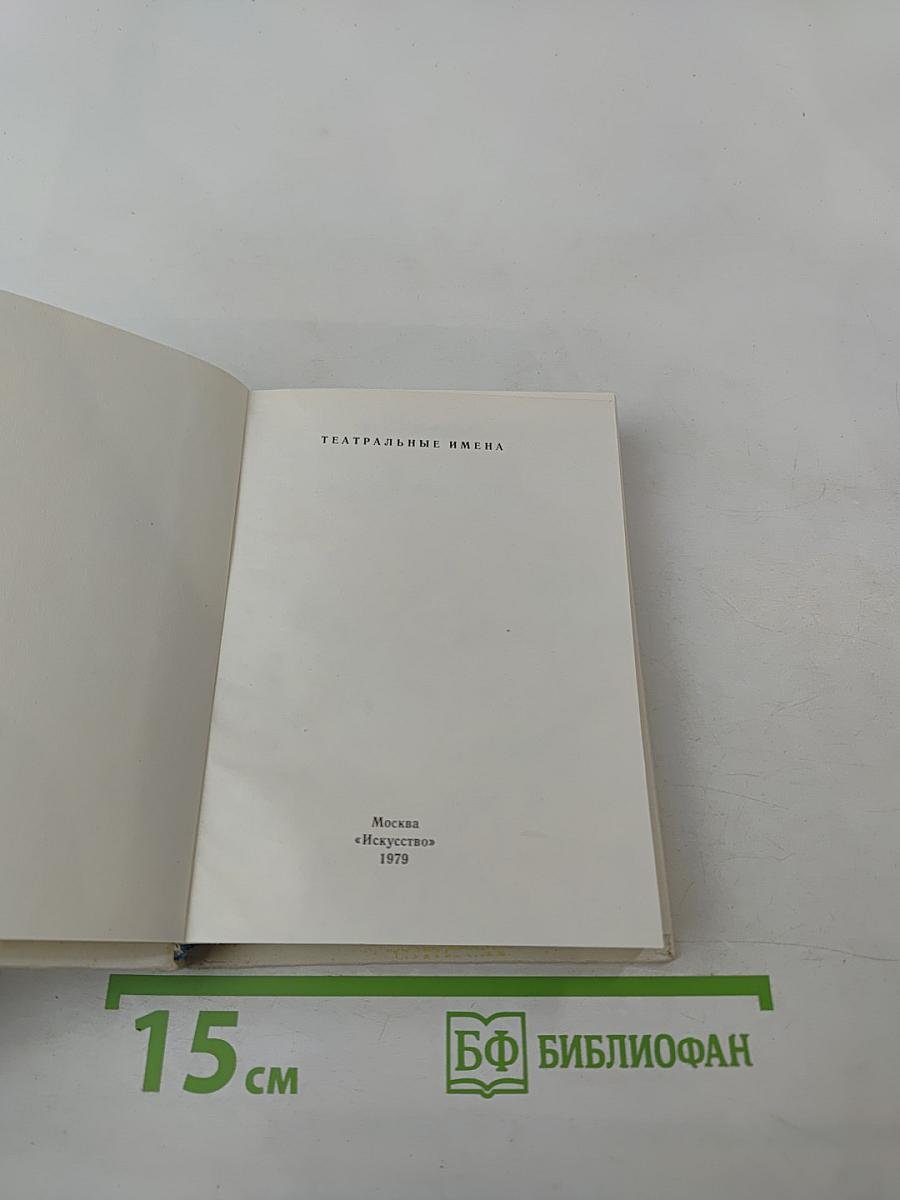 ТЕАТРАЛЬНЫЕ ИМЕНА
Москва
«Искусство»
1979
15 см
БФ БИБЛИОФАН